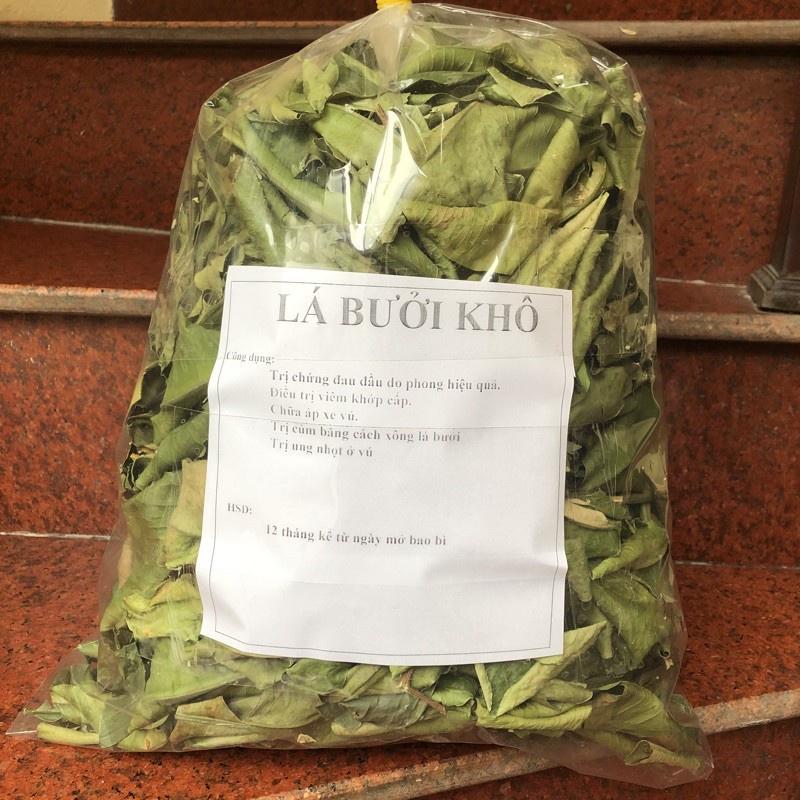 LÁ BƯỞI KHÔ
Công dụng:
Trị chứng đau đầu do phong hiệu quả.
Điều trị viêm khớp cấp.
Chữa áp xe vú.
Trị cúm bằng cách xông lá bưởi
Trị ung nhọt ở vú
HSD:
12 tháng kể từ ngày mở bao bì